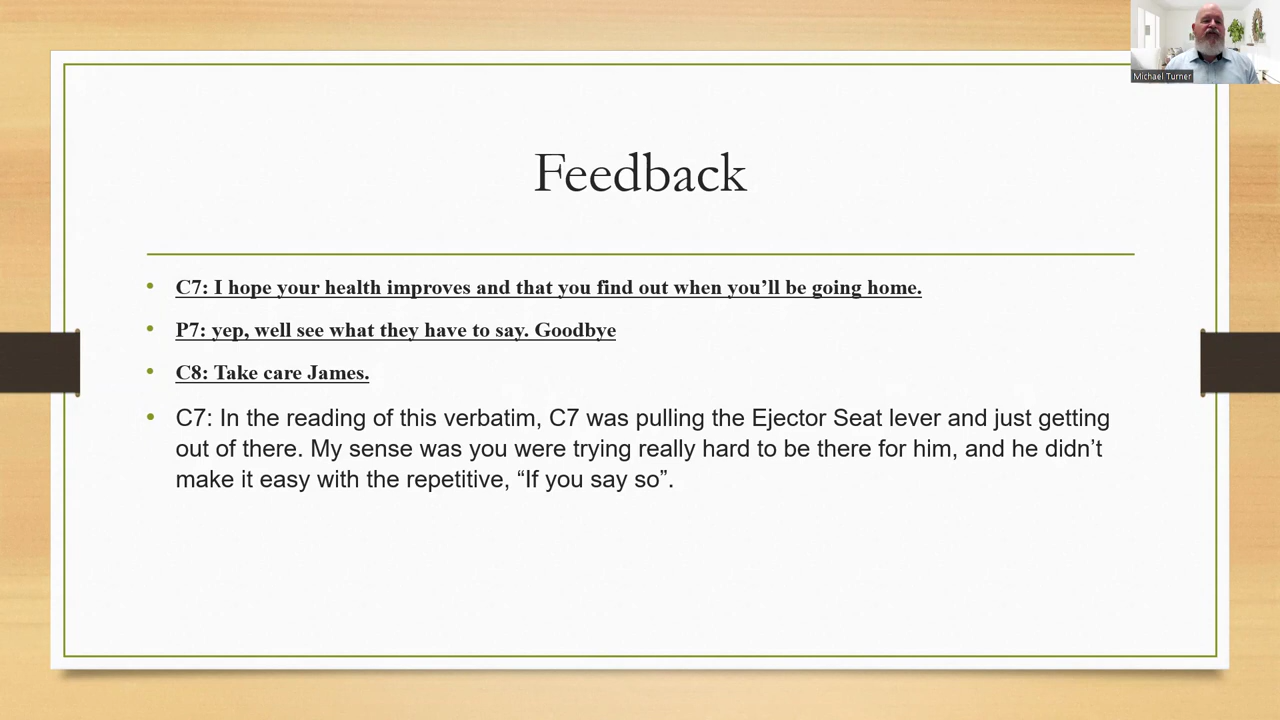 Michael Turner
Feedback
• C7: I hope your health improves and that you find out when you’ll be going home.
• P7: yep, well see what they have to say. Goodbye
• C8: Take care James.
• C7: In the reading of this verbatim, C7 was pulling the Ejector Seat lever and just getting
out of there. My sense was you were trying really hard to be there for him, and he didn’t
make it easy with the repetitive, “If you say so”.